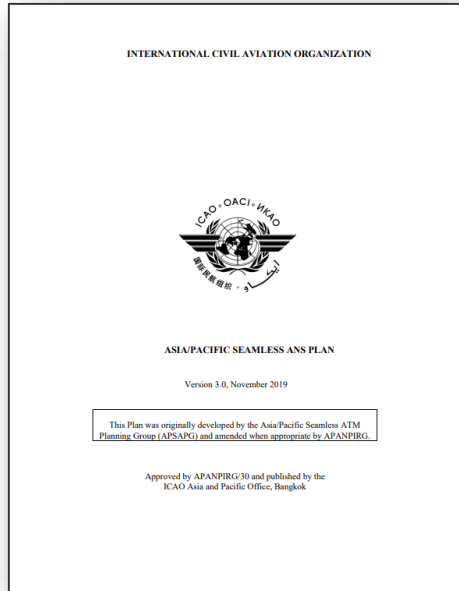 INTERNATIONAL CIVIL AVIATION ORGANIZATION
ICAO OACI ИКАО
国际民航组织 ايكاو
ASIA/PACIFIC SEAMLESS ANS PLAN
Version 3.0, November 2019
This Plan was originally developed by the Asia/Pacific Seamless ATM
Planning Group (APSAPG) and amended when appropriate by APANPIRG.
Approved by APANPIRG/30 and published by the
ICAO Asia and Pacific Office, Bangkok